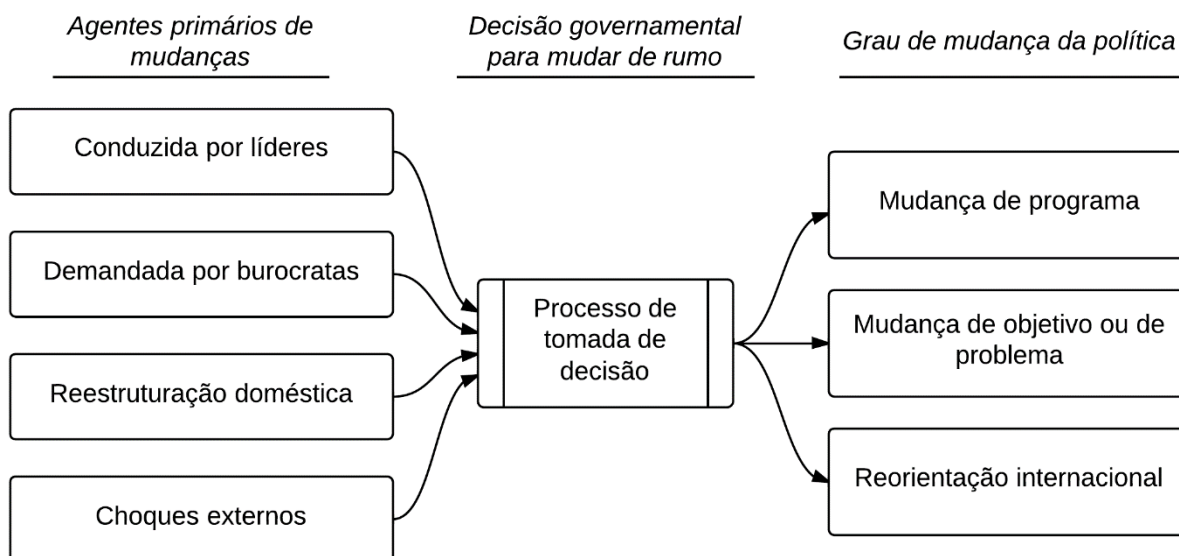 Agentes primários de
mudanças
Decisão governamental
para mudar de rumo
Grau de mudança da política
Conduzida por líderes
Demandada por burocratas
Reestruturação doméstica
Choques externos
Processo de
tomada de
decisão
Mudança de programa
Mudança de objetivo ou de
problema
Reorientação internacional